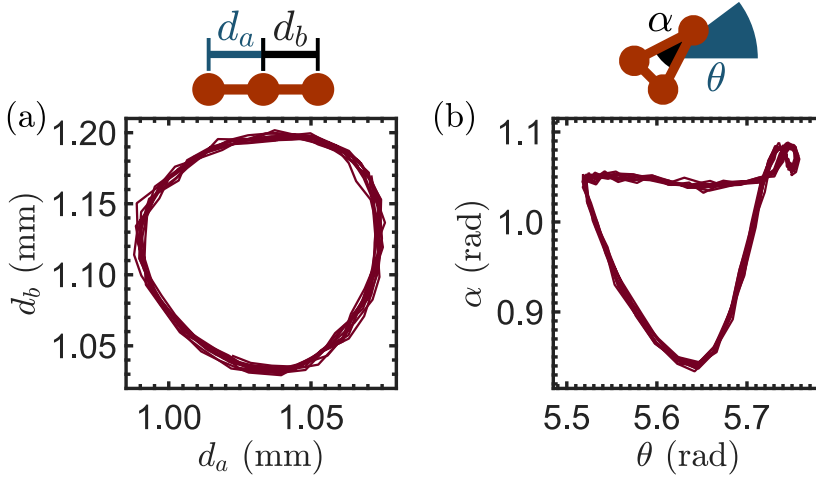 d_a d_b
α
θ
(a)
(b)
1.20
1.15
1.10
1.05
d_b (mm)
1.00 1.05
d_a (mm)
1.1
1.0
0.9
α (rad)
5.5 5.6 5.7
θ (rad)